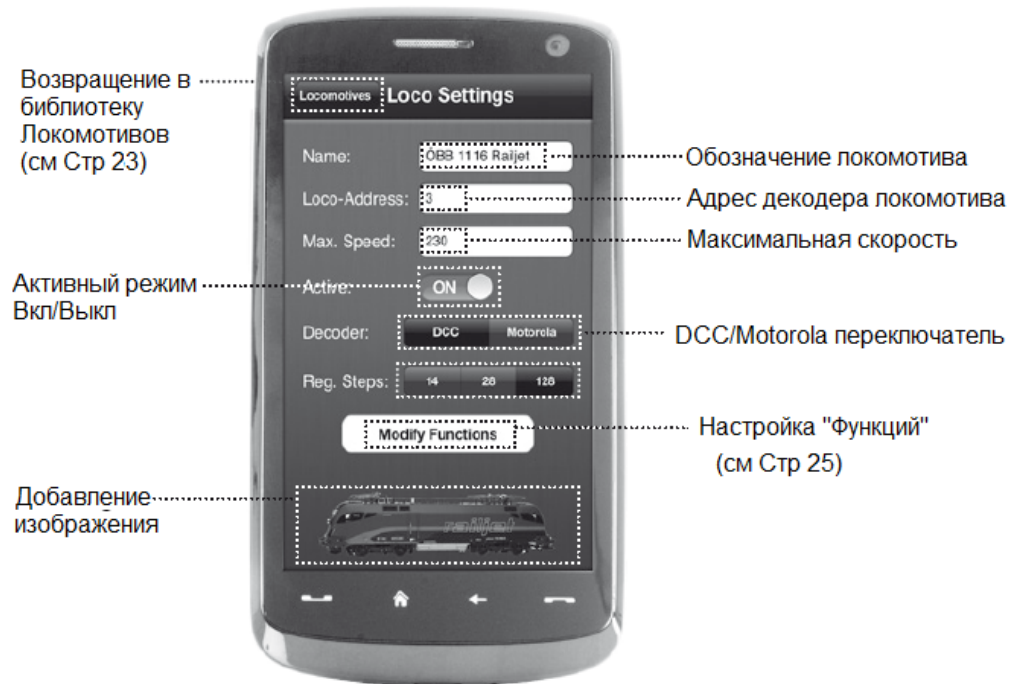 Возвращение в
библиотеку
Локомотивов
(см Стр 23)
Активный режим
Вкл/Выкл
Добавление
изображения
Locomotives
Loco Settings
Name:
ÖBB 1116 Railjet
Loco-Address:
3
Max. Speed:
230
Active:
ON
Decoder:
DCC
Motorola
Reg. Steps:
14
28
128
Modify Functions
railjet
Обозначение локомотива
Адрес декодера локомотива
Максимальная скорость
DCC/Motorola переключатель
Настройка "Функций"
(см Стр 25)